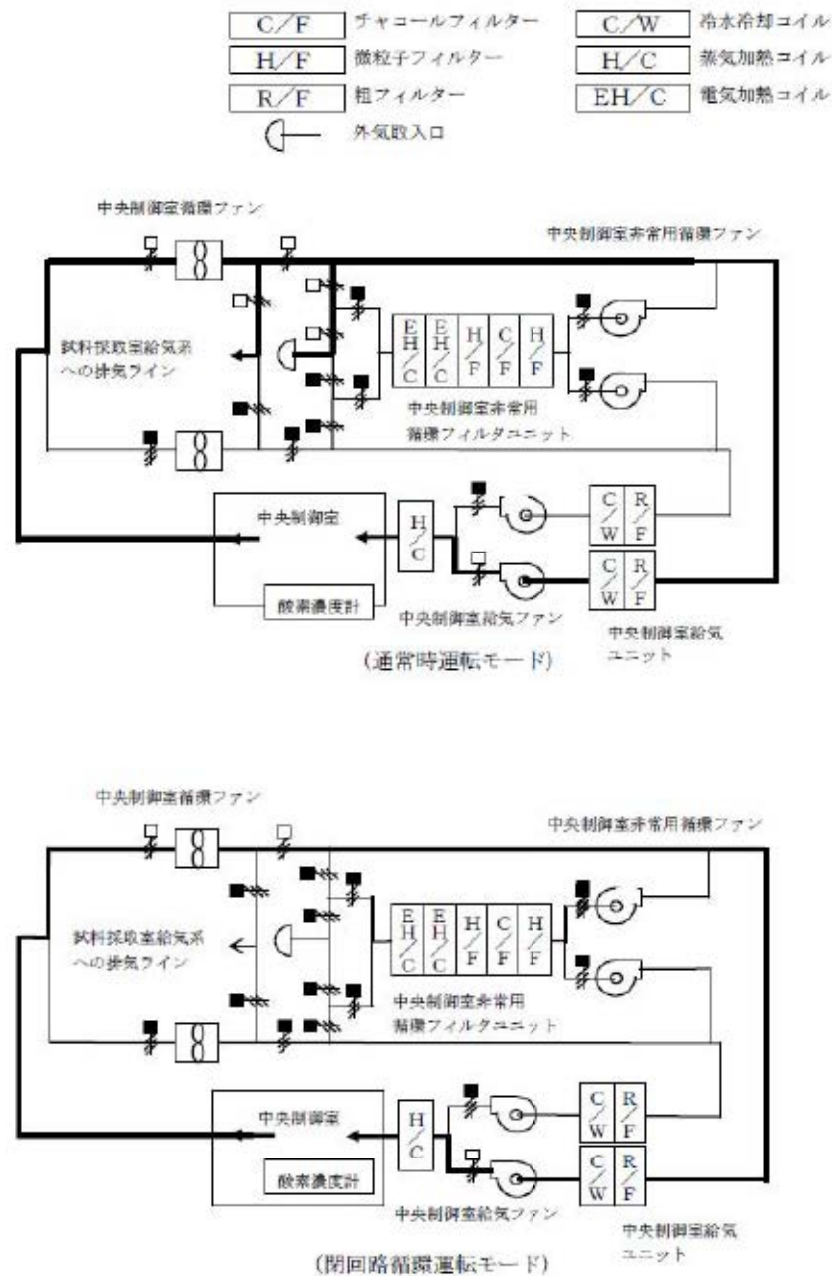 C/F チャコールフィルター
C/W 冷水冷却コイル
H/F 微粒子フィルター
H/C 蒸気加熱コイル
R/F 粗フィルター
EH/C 電気加熱コイル
外気取入口
中央制御室循環ファン
中央制御室非常用循環ファン
試料採取室給気系
への排気ライン
EH/C EH/C H/F C/F H/F
中央制御室非常用
循環フィルタユニット
中央制御室
H/C
C/W R/F
C/W R/F
酸素濃度計
中央制御室給気ファン
中央制御室給気
ユニット
(通常時運転モード)
中央制御室循環ファン
中央制御室非常用循環ファン
試料採取室給気系
への排気ライン
EH/C EH/C H/F C/F H/F
中央制御室非常用
循環フィルタユニット
中央制御室
H/C
C/W R/F
C/W R/F
酸素濃度計
中央制御室給気ファン
中央制御室給気
ユニット
(閉回路循環運転モード)